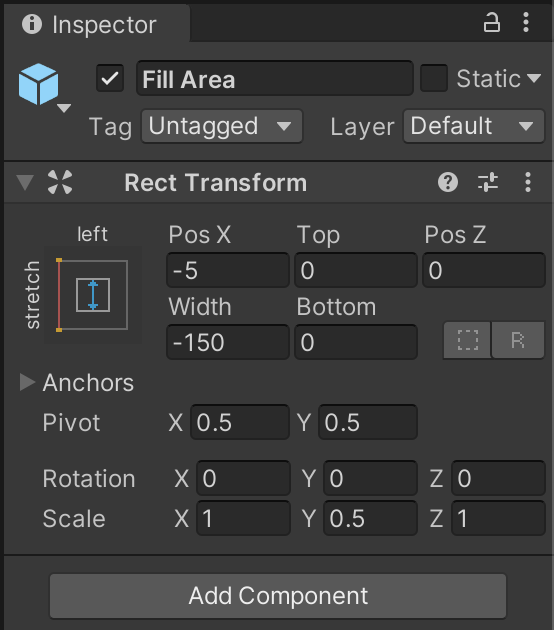 Inspector
Fill Area
Static
Tag Untagged Layer Default
Rect Transform
left
stretch
Pos X Top Pos Z
-5 0 0
Width Bottom
-150 0
R
Anchors
Pivot X 0.5 Y 0.5
Rotation X 0 Y 0 Z 0
Scale X 1 Y 0.5 Z 1
Add Component